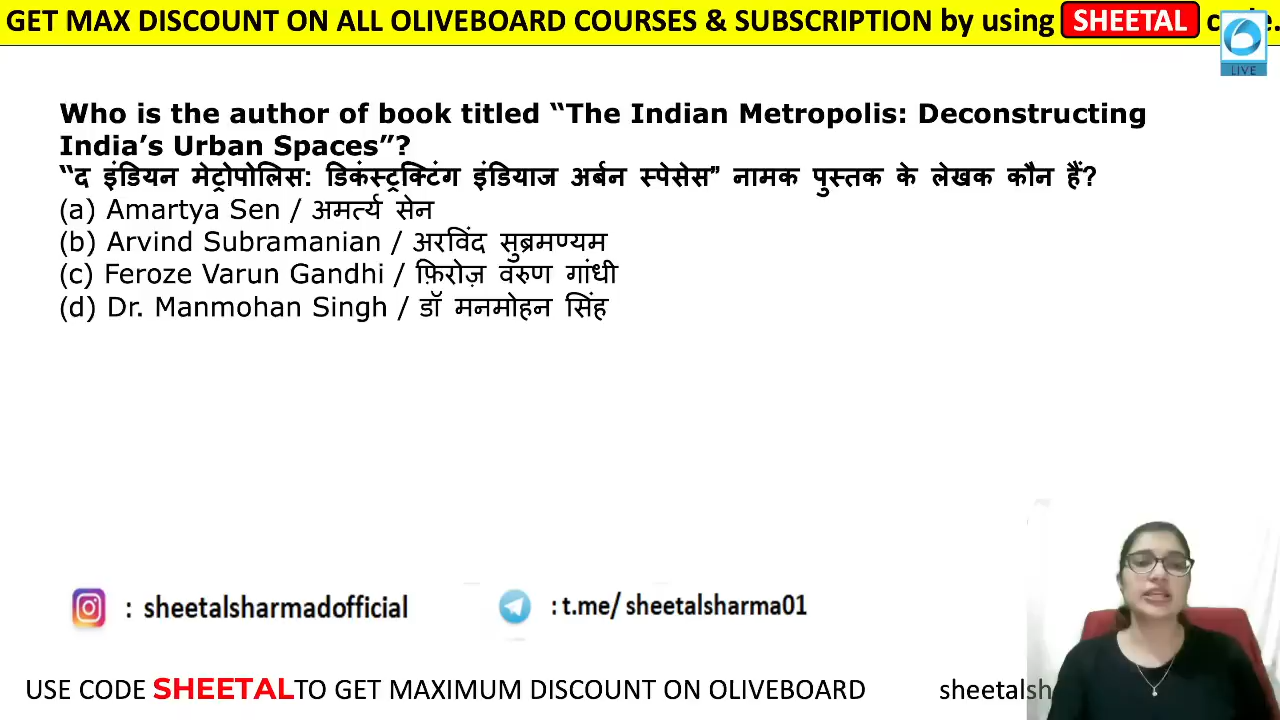 GET MAX DISCOUNT ON ALL OLIVEBOARD COURSES & SUBSCRIPTION by using SHEETAL code.
LIVE
Who is the author of book titled “The Indian Metropolis: Deconstructing
India’s Urban Spaces”?
“द इंडियन मेट्रोपोलिस: डिकंस्ट्रक्टिंग इंडियाज अर्बन स्पेसेस” नामक पुस्तक के लेखक कौन हैं?
(a) Amartya Sen / अमर्त्य सेन
(b) Arvind Subramanian / अरविंद सुब्रमण्यम
(c) Feroze Varun Gandhi / फ़िरोज़ वरुण गांधी
(d) Dr. Manmohan Singh / डॉ मनमोहन सिंह
: sheetalsharmadofficial
: t.me/ sheetalsharma01
USE CODE SHEETALTO GET MAXIMUM DISCOUNT ON OLIVEBOARD
sheetalsh